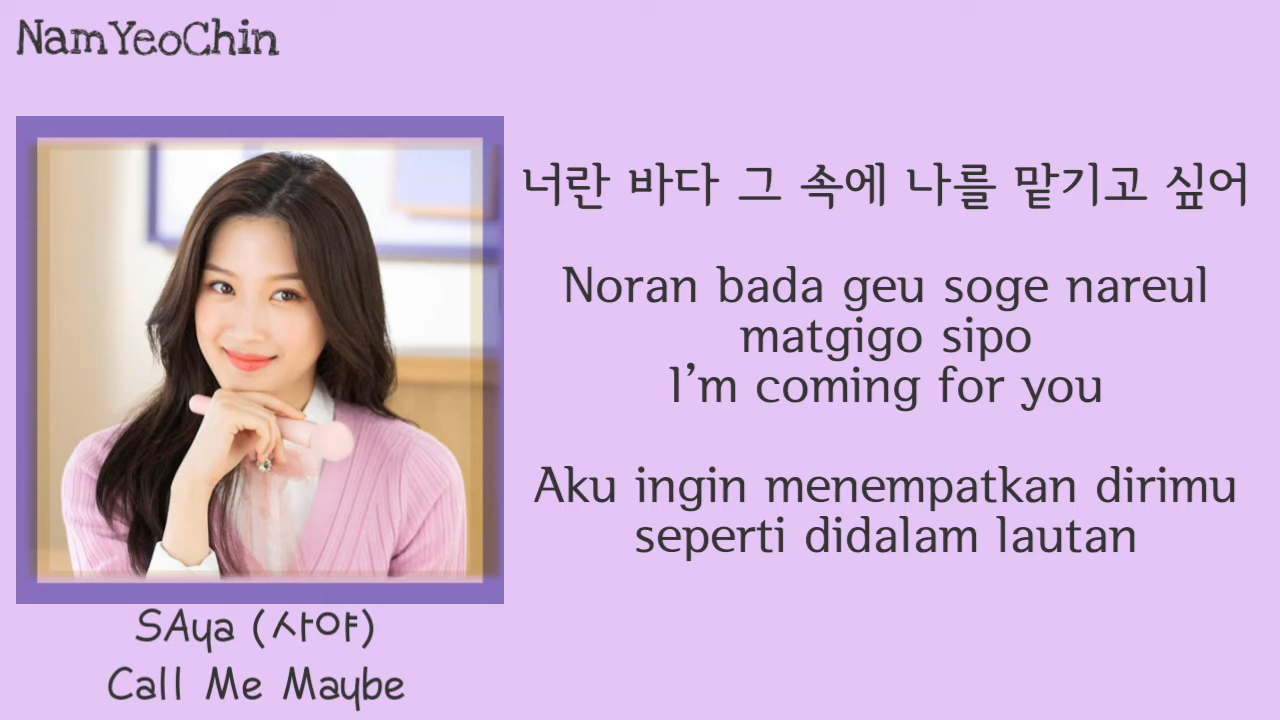 NamYeoChin
너란 바다 그 속에 나를 맡기고 싶어
Noran bada geu soge nareul
matgigo sipo
I'm coming for you
Aku ingin menempatkan dirimu
seperti didalam lautan
SAya (사야)
Call Me Maybe